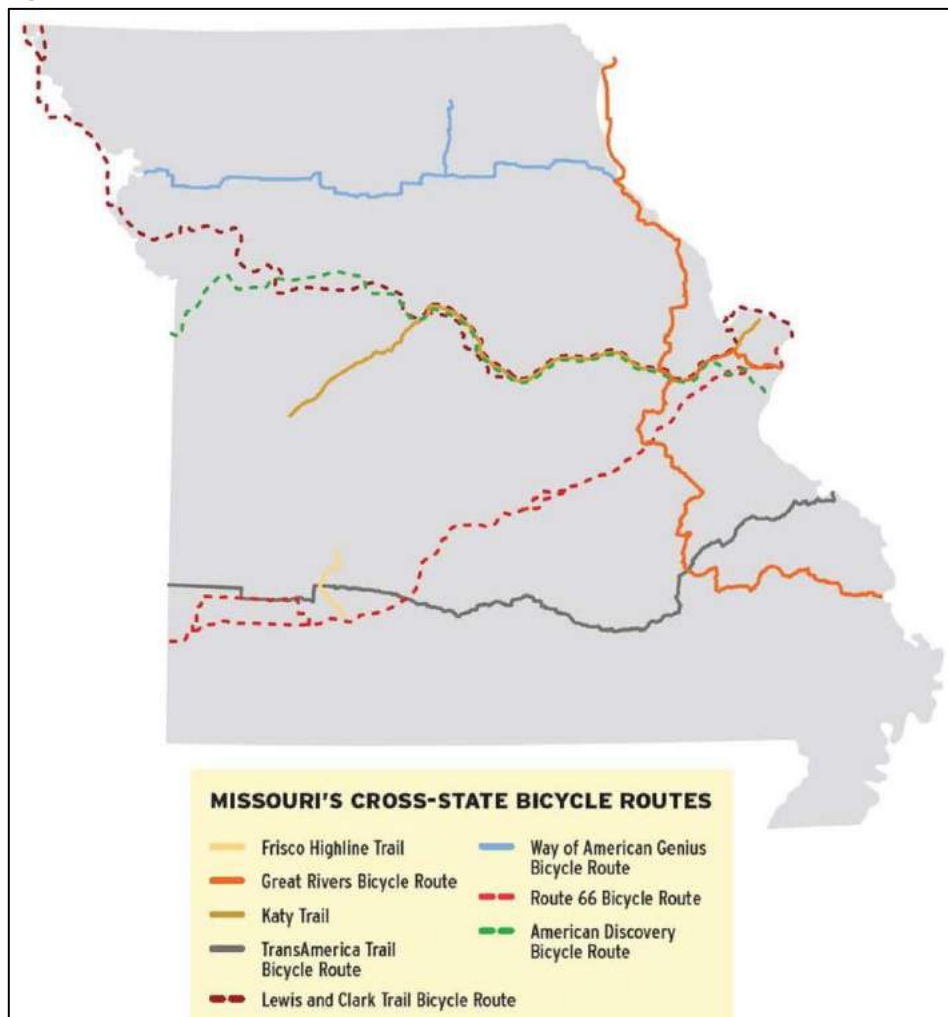 MISSOURI'S CROSS-STATE BICYCLE ROUTES
Frisco Highline Trail
Great Rivers Bicycle Route
Katy Trail
TransAmerica Trail
Bicycle Route
Lewis and Clark Trail Bicycle Route
Way of American Genius
Bicycle Route
Route 66 Bicycle Route
American Discovery
Bicycle Route